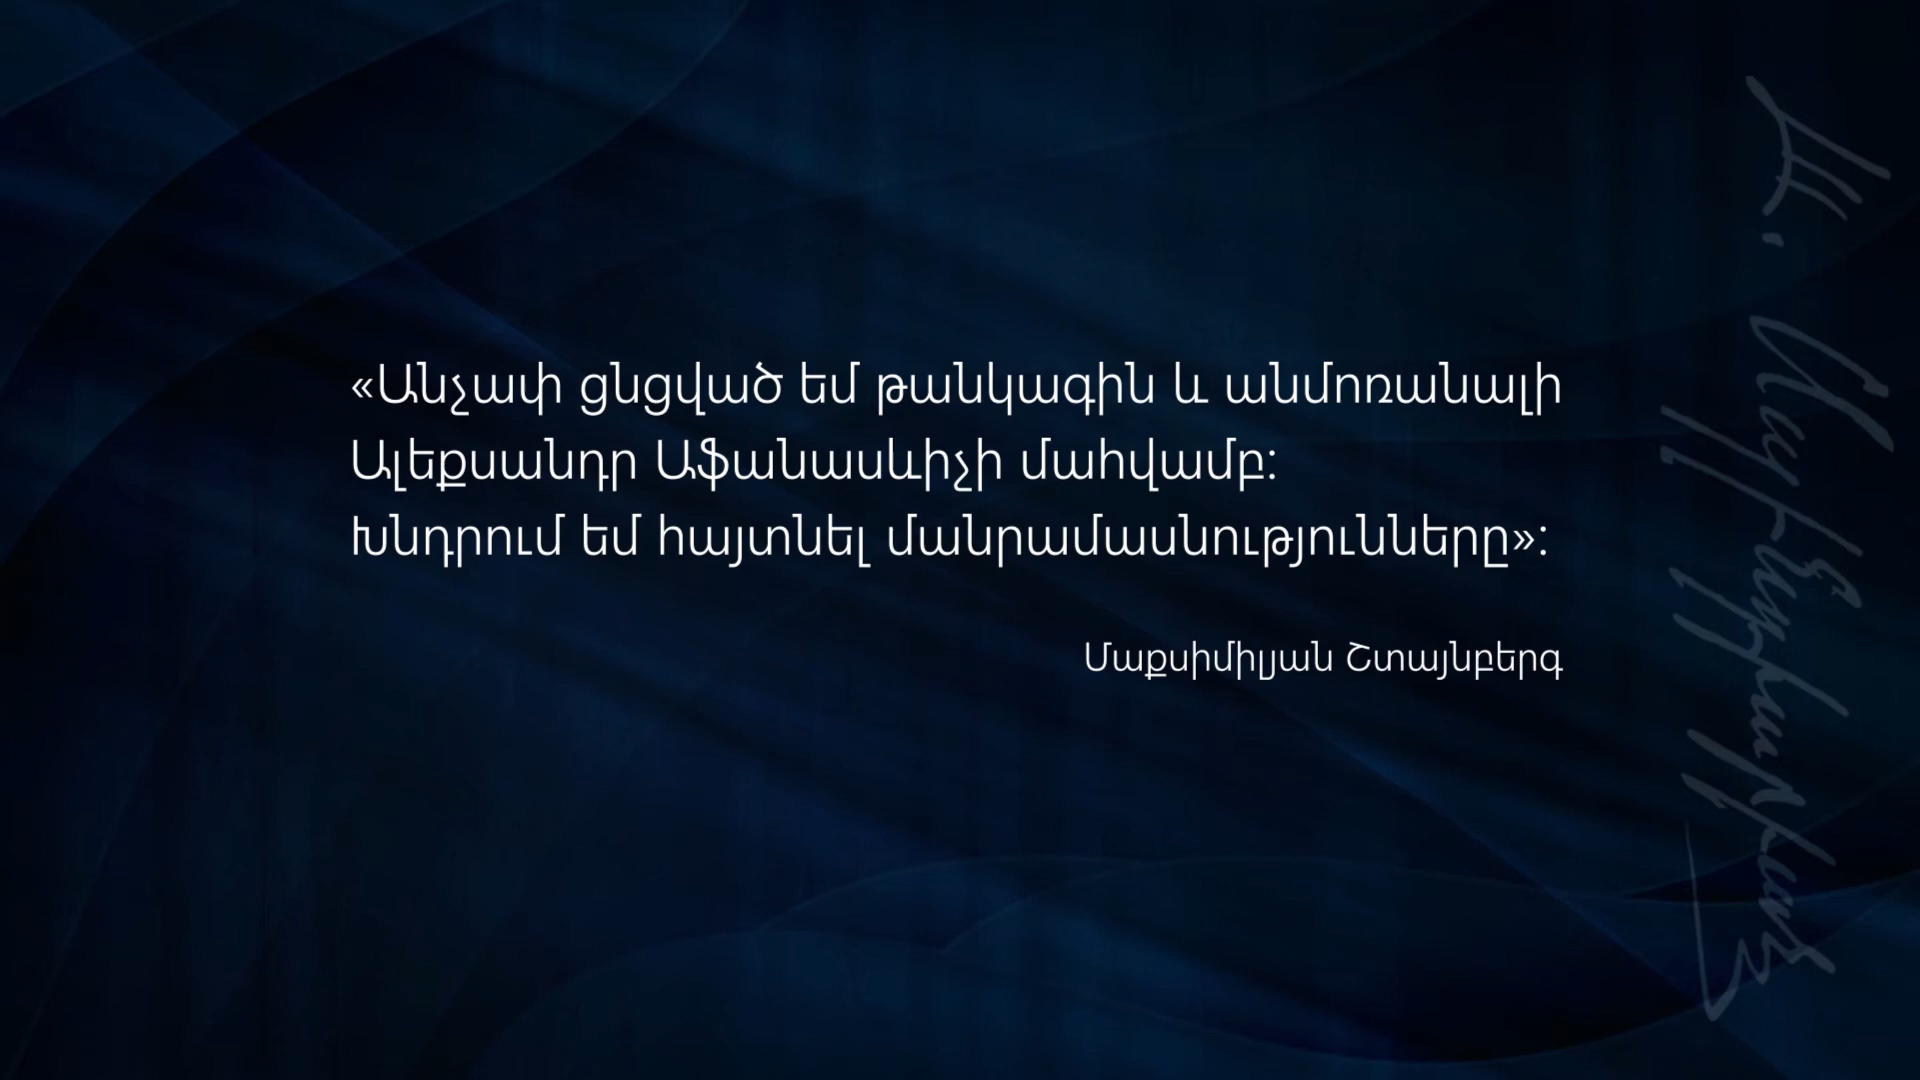 «Անչափ ցնցված եմ թանկագին և անմոռանալի
Ալեքսանդր Աֆանասևիչի մահվամբ:
Խնդրում եմ հայտնել մանրամասնությունները»:
Մաքսիմիլյան Շտայնբերգ